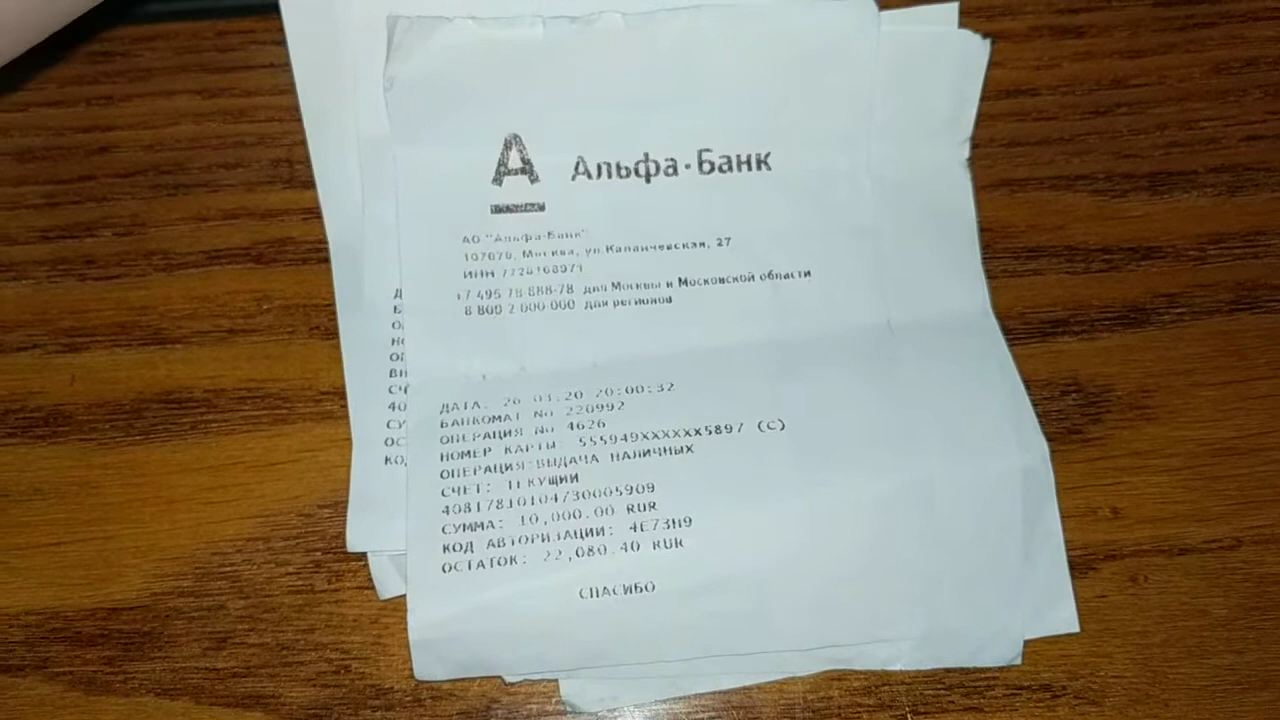 А
Альфа·Банк
АО "Альфа-Банк"
107078, Москва, ул.Каланчевская, 27
ИНН 7728168971
+7 495 78-888-78 для Москвы и Московской области
8 800 2 000 000 для регионов
ДАТА: 20:00:32
БАНКОМАТ No 220992
ОПЕРАЦИЯ No 4626
НОМЕР КАРТЫ: 555949XXXXXX5897 (C)
ОПЕРАЦИЯ:ВЫДАЧА НАЛИЧНЫХ
СЧЕТ: ТЕКУЩИЙ
40817810104730005909
СУММА: 10,000.00 RUR
КОД АВТОРИЗАЦИИ: 4E73H9
ОСТАТОК: 22,080.40 RUR
СПАСИБО